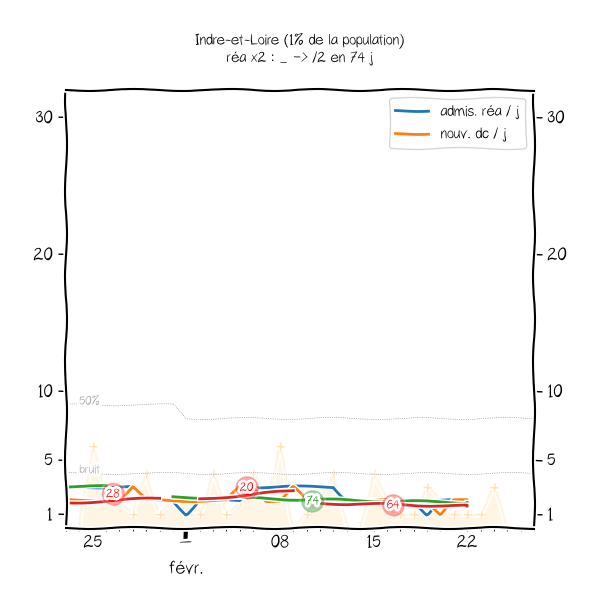 Indre-et-Loire (1% de la population)
réa x2 : _ -> /2 en 74 j
admis. réa / j
nouv. dc / j
30 30
20 20
10 10
50%
5 5
bruit
28 20 74 64
1 1
25 1 08 15 22
févr.